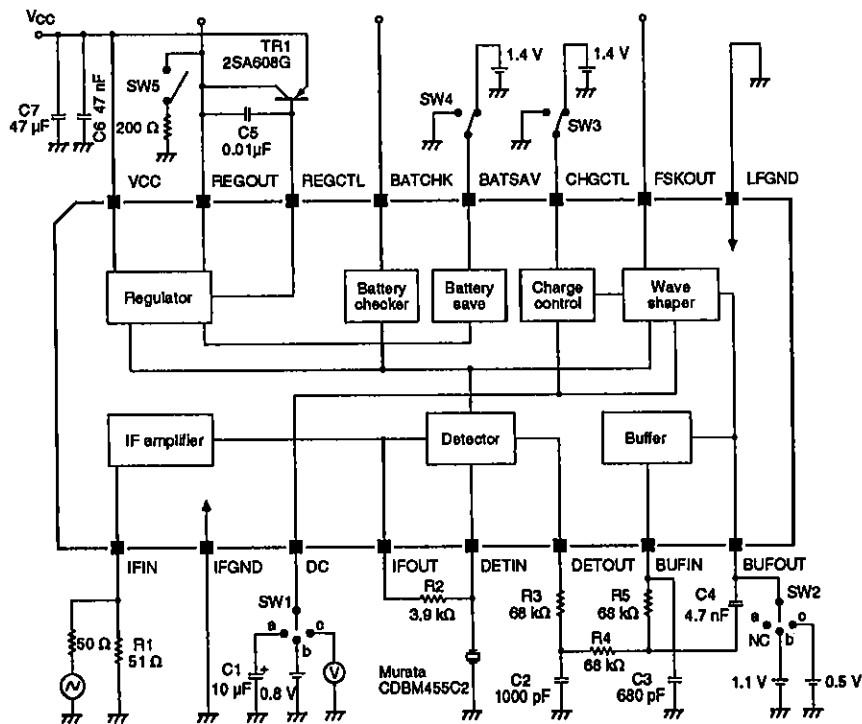 VCC
TR1
2SA608G
1.4 V
1.4 V
SW5
SW4
SW3
C7
47 µF
C6 47 nF
200 Ω
C5
0.01µF
VCC
REGOUT
REGCTL
BATCHK
BATSAV
CHGCTL
FSKOUT
LFGND
Regulator
Battery
checker
Battery
save
Charge
control
Wave
shaper
IF amplifier
Detector
Buffer
IFIN
IFGND
DC
IFOUT
DETIN
DETOUT
BUFIN
BUFOUT
SW1
a
c
b
R2
3.9 kΩ
R3
68 kΩ
R5
68 kΩ
C4
4.7 nF
SW2
a
c
NC
b
50 Ω
R1
51 Ω
C1
+
10 µF
0.8 V
V
Murata
CDBM455C2
R4
68 kΩ
C2
1000 pF
C3
680 pF
1.1 V
0.5 V